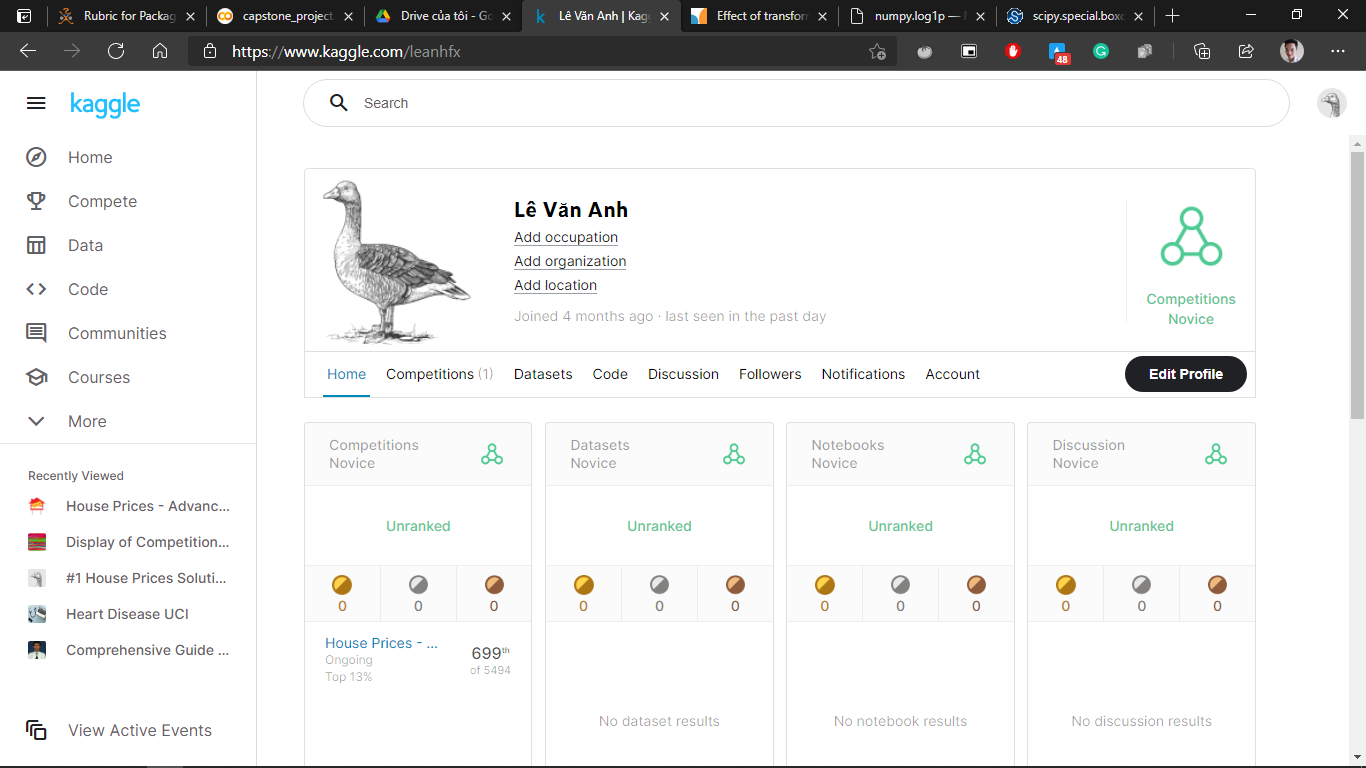 Rubric for Packag
capstone_project.
Drive của tôi - Go
Lê Văn Anh | Kagg
Effect of transforn
numpy.log1p — N
scipy.special.boxc
https://www.kaggle.com/leanhfx
48
kaggle
Search
Home
Compete
Data
Code
Communities
Courses
More
Recently Viewed
House Prices - Advanc...
Display of Competition...
#1 House Prices Soluti...
Heart Disease UCI
Comprehensive Guide ...
View Active Events
Lê Văn Anh
Add occupation
Add organization
Add location
Joined 4 months ago · last seen in the past day
Competitions
Novice
Home Competitions (1) Datasets Code Discussion Followers Notifications Account
Edit Profile
Competitions
Novice
Unranked
0 0 0
House Prices - ...
Ongoing
Top 13%
699th
of 5494
Datasets
Novice
Unranked
0 0 0
No dataset results
Notebooks
Novice
Unranked
0 0 0
No notebook results
Discussion
Novice
Unranked
0 0 0
No discussion results